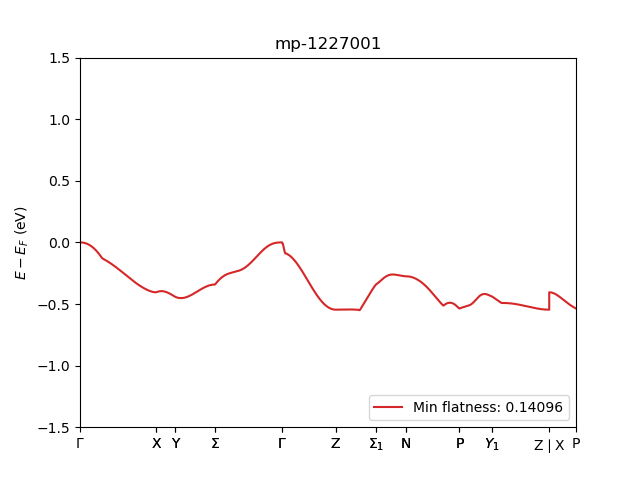 mp-1227001
E − E_F (eV)
1.5
1.0
0.5
0.0
−0.5
−1.0
−1.5
Min flatness: 0.14096
Γ X Y Σ Γ Z Σ₁ N P Y₁ Z | X P